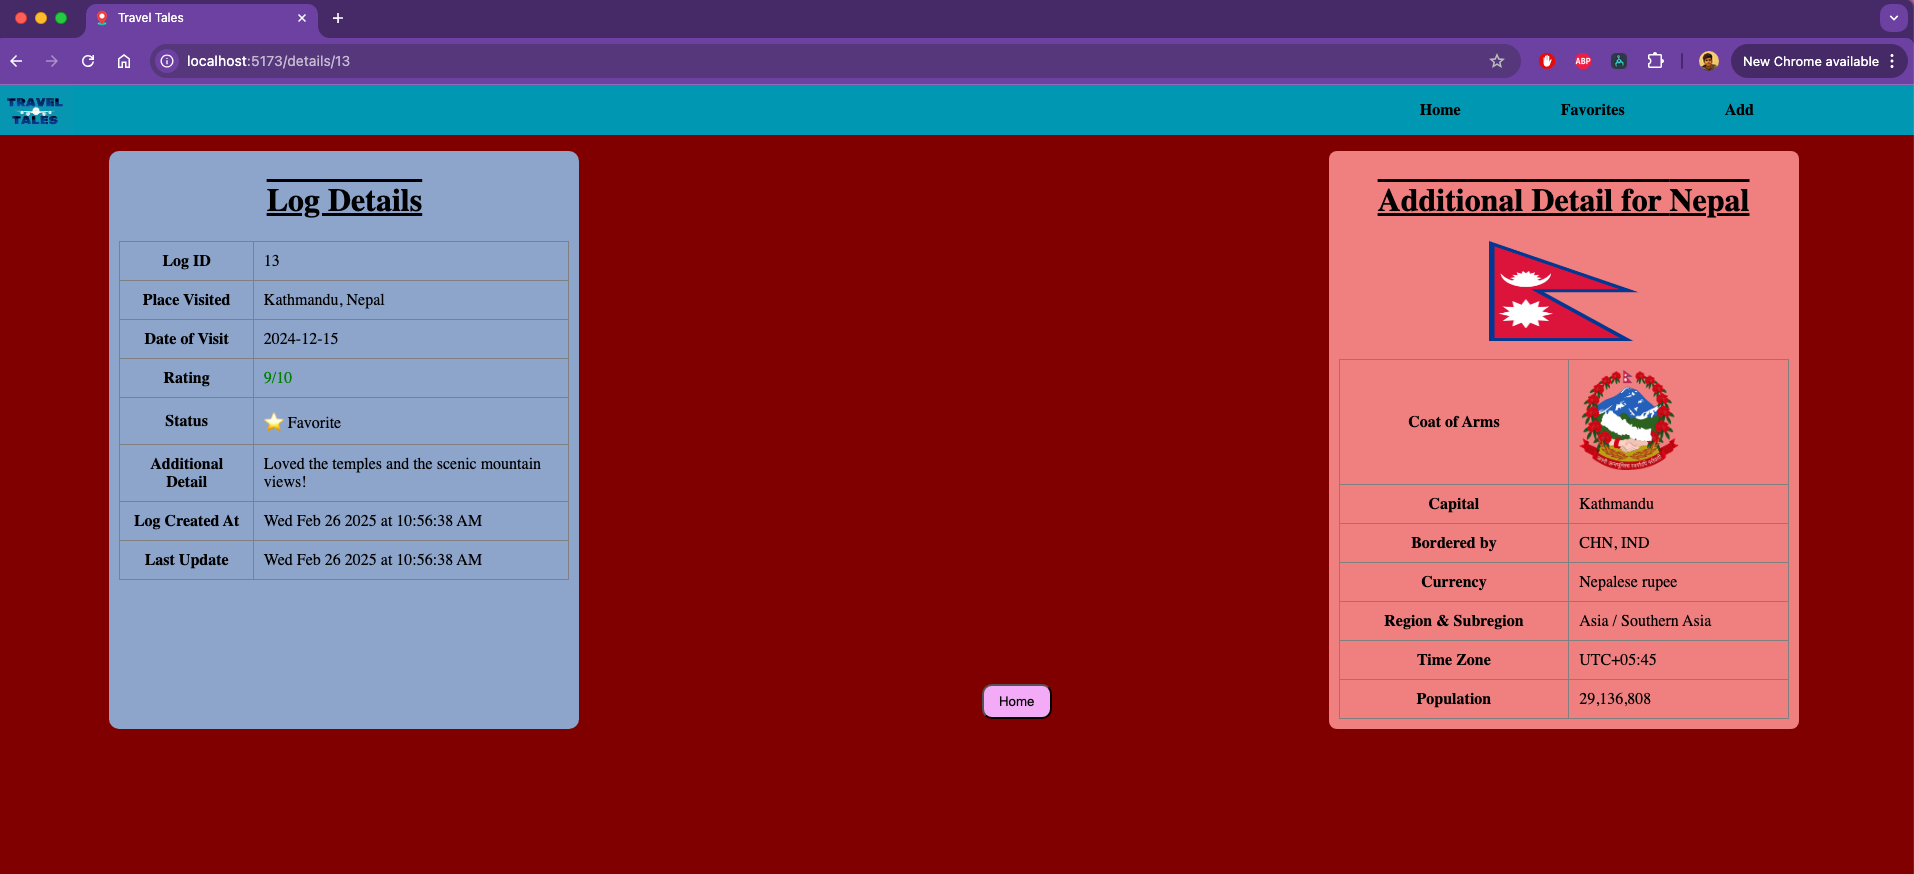 Travel Tales
localhost:5173/details/13
ABP
New Chrome available
TRAVEL
TALES
Home
Favorites
Add
Log Details
Log ID
13
Place Visited
Kathmandu, Nepal
Date of Visit
2024-12-15
Rating
9/10
Status
Favorite
Additional
Detail
Loved the temples and the scenic mountain
views!
Log Created At
Wed Feb 26 2025 at 10:56:38 AM
Last Update
Wed Feb 26 2025 at 10:56:38 AM
Home
Additional Detail for Nepal
Coat of Arms
Capital
Kathmandu
Bordered by
CHN, IND
Currency
Nepalese rupee
Region & Subregion
Asia / Southern Asia
Time Zone
UTC+05:45
Population
29,136,808